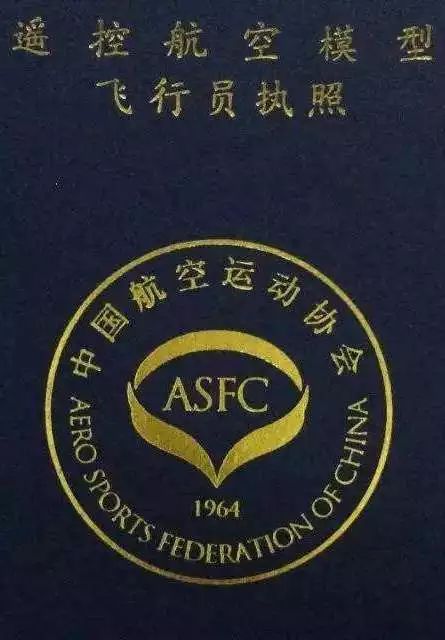 遥控航空模型
飞行员执照
中国航空运动协会
ASFC
1964
AERO SPORTS FEDERATION OF CHINA